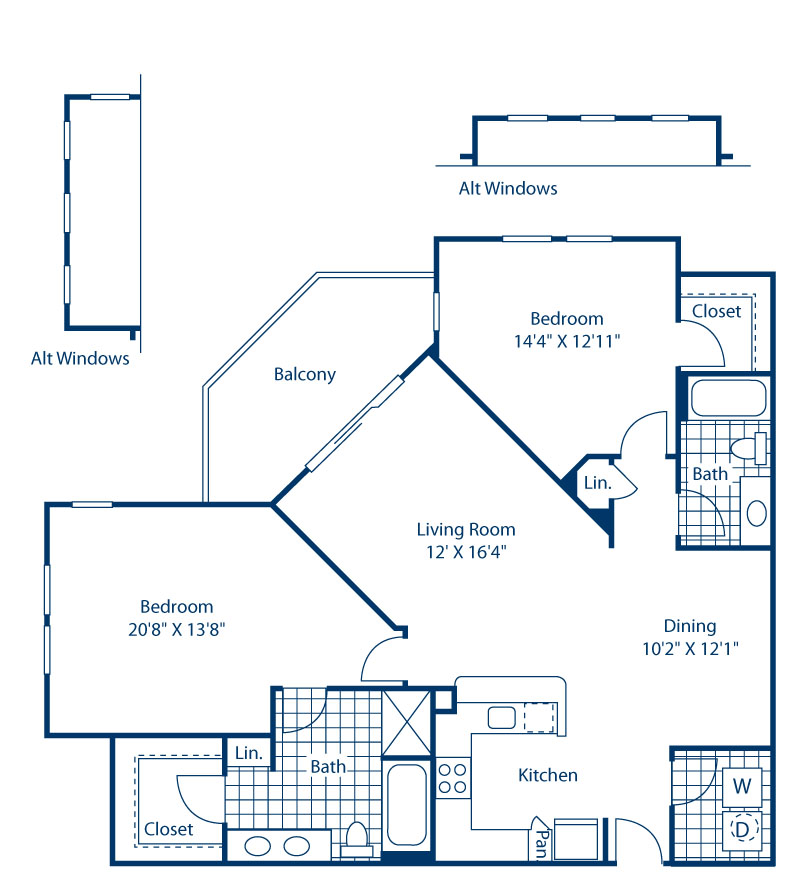 Alt Windows
Alt Windows
Bedroom
14'4" X 12'11"
Closet
Balcony
Bath
Lin.
Living Room
12' X 16'4"
Bedroom
20'8" X 13'8"
Dining
10'2" X 12'1"
Lin.
Bath
Kitchen
W
Closet
D
Pan.